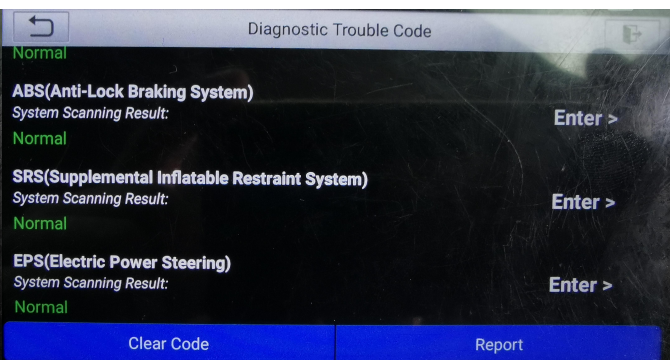 Diagnostic Trouble Code
Normal
ABS(Anti-Lock Braking System)
System Scanning Result:
Enter >
Normal
SRS(Supplemental Inflatable Restraint System)
System Scanning Result:
Enter >
Normal
EPS(Electric Power Steering)
System Scanning Result:
Enter >
Normal
Clear Code
Report